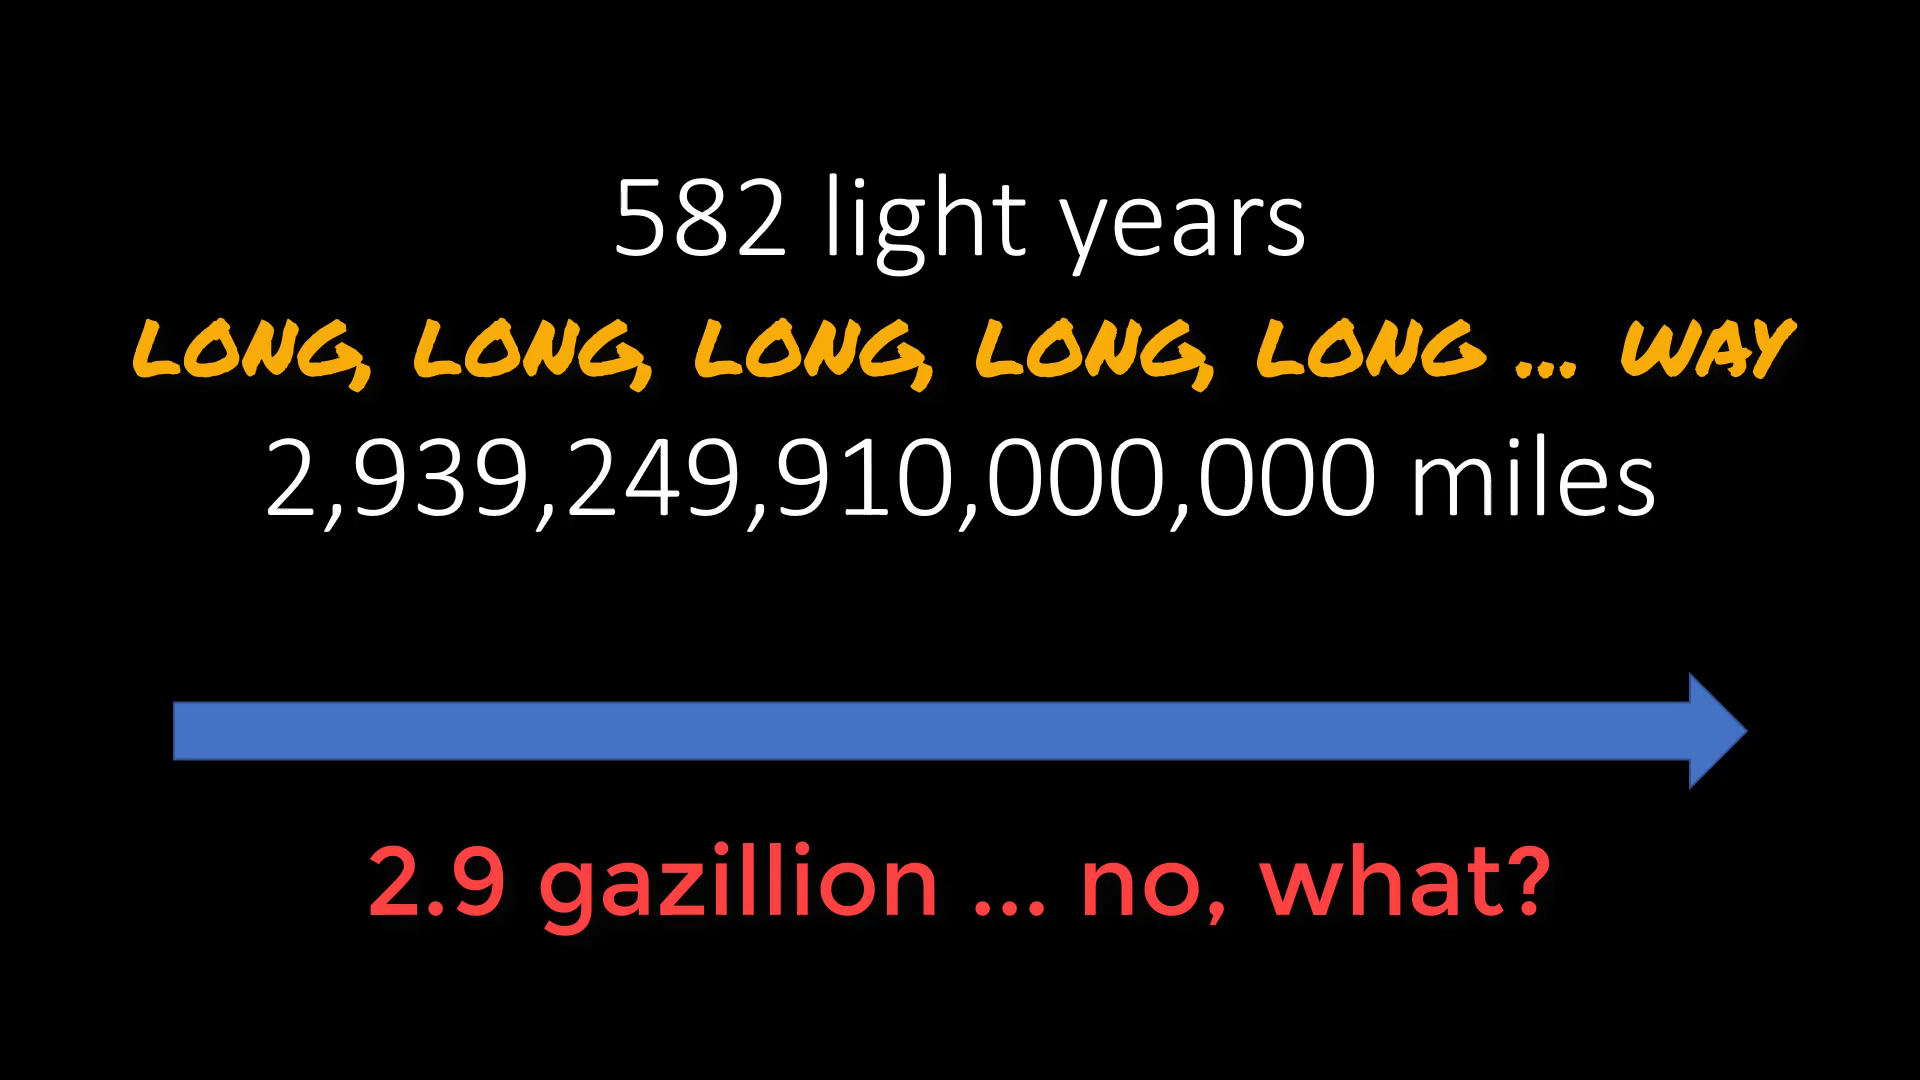 582 light years
LONG, LONG, LONG, LONG, LONG ... WAY
2,939,249,910,000,000 miles
2.9 gazillion ... no, what?